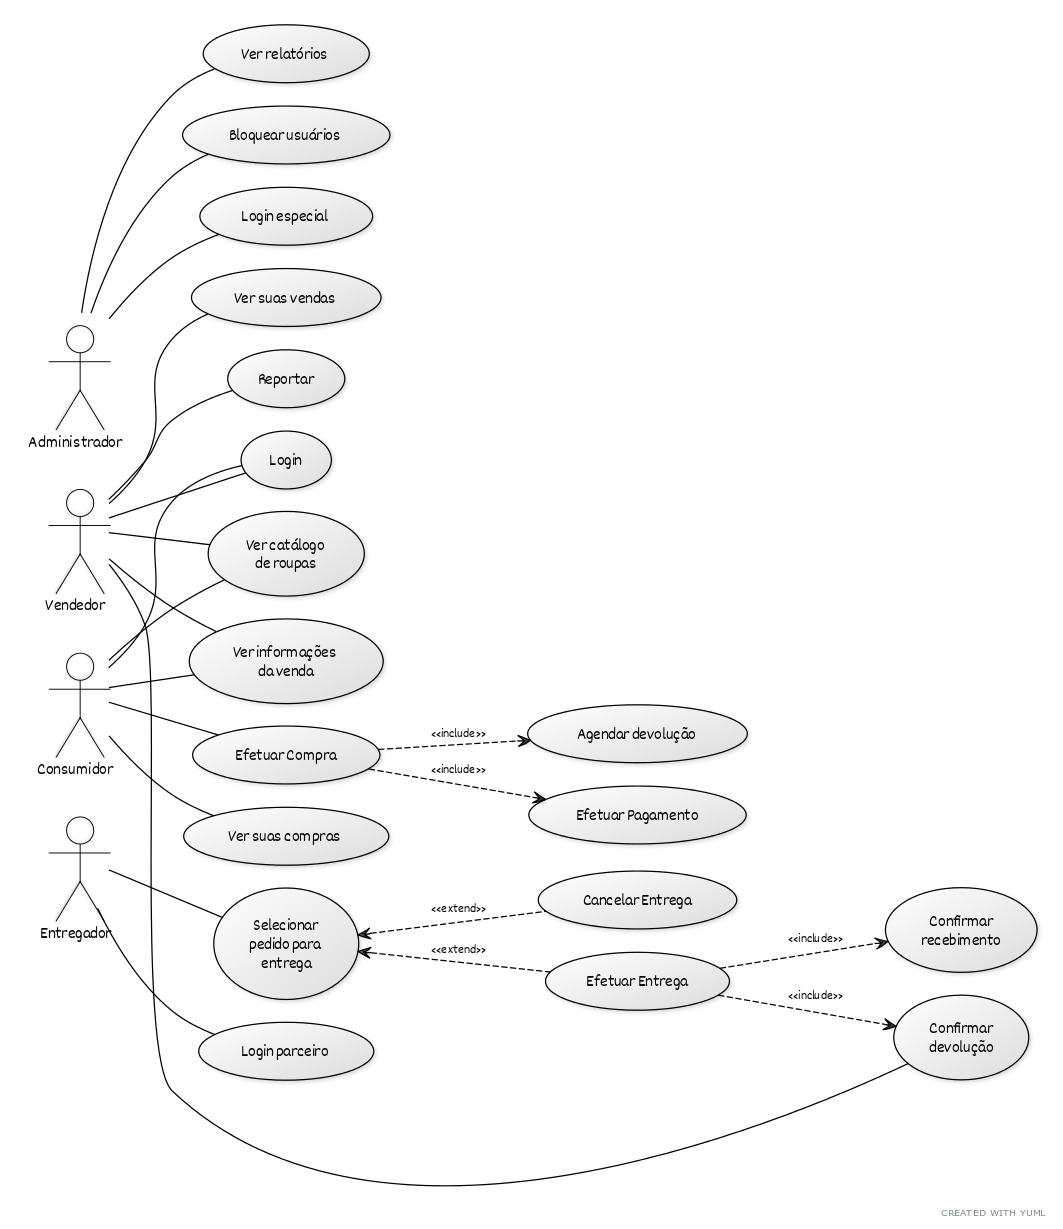 Ver relatórios
Bloquear usuários
Login especial
Ver suas vendas
Reportar
Administrador
Login
Ver catálogo
de roupas
Vendedor
Ver informações
da venda
Efetuar Compra
<<include>>
Agendar devolução
<<include>>
Efetuar Pagamento
Consumidor
Ver suas compras
Selecionar
pedido para
entrega
<<extend>>
Cancelar Entrega
<<extend>>
Efetuar Entrega
<<include>>
Confirmar
recebimento
<<include>>
Confirmar
devolução
Entregador
Login parceiro
CREATED WITH YUML